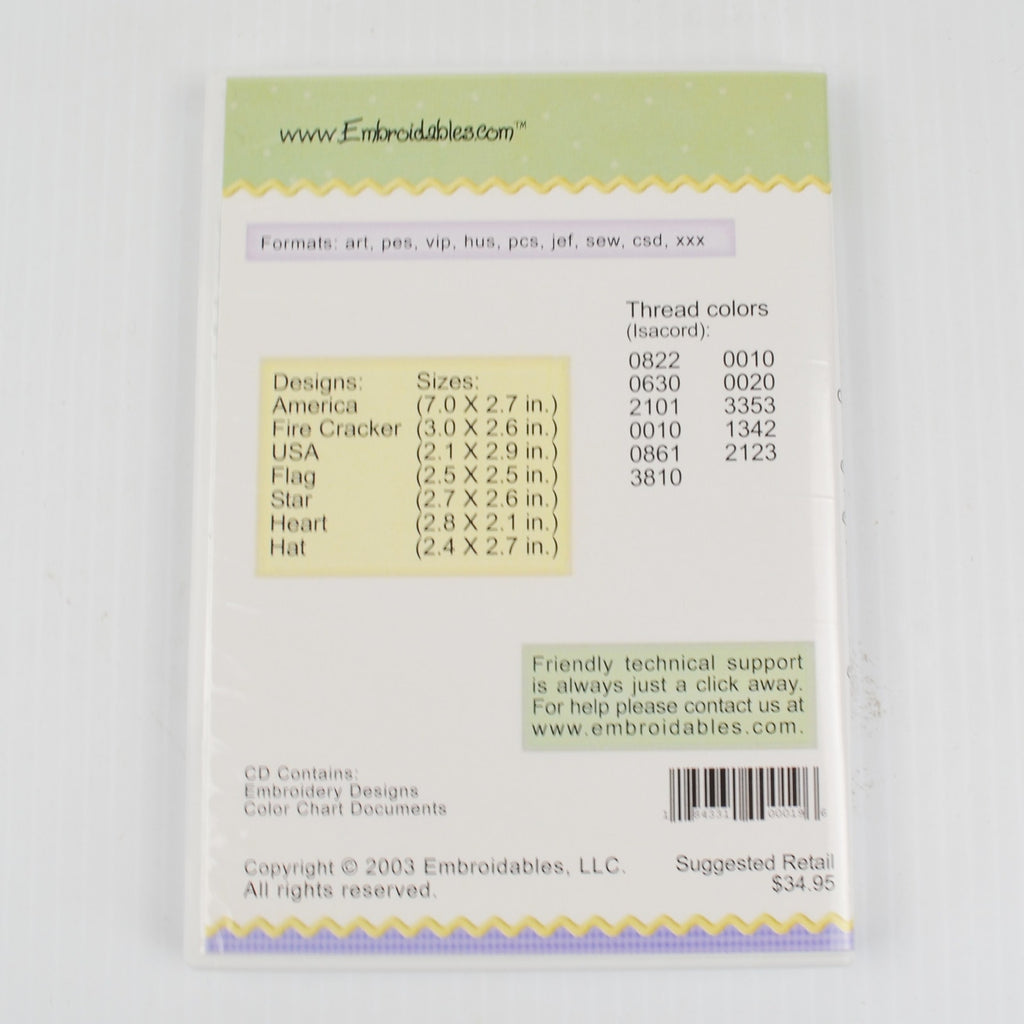 www.Embroidables.com™
Formats: art, pes, vip, hus, pcs, jef, sew, csd, xxx
Thread colors
(Isacord):
0822 0010
0630 0020
2101 3353
0010 1342
0861 2123
3810
Designs: Sizes:
America (7.0 X 2.7 in.)
Fire Cracker (3.0 X 2.6 in.)
USA (2.1 X 2.9 in.)
Flag (2.5 X 2.5 in.)
Star (2.7 X 2.6 in.)
Heart (2.8 X 2.1 in.)
Hat (2.4 X 2.7 in.)
Friendly technical support
is always just a click away.
For help please contact us at
www.embroidables.com.
CD Contains:
Embroidery Designs
Color Chart Documents
1 84331 00019 6
Copyright © 2003 Embroidables, LLC.
All rights reserved.
Suggested Retail
$34.95